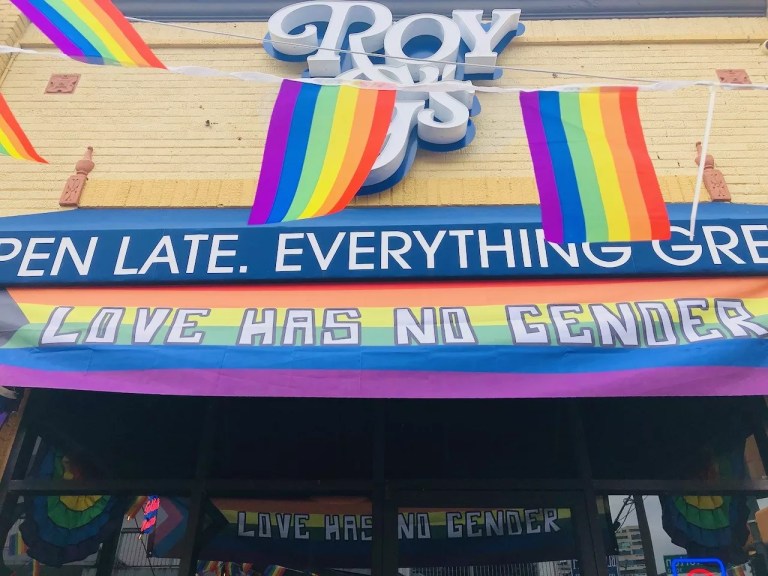 ROY
&
J's
PEN LATE. EVERYTHING GRE
LOVE HAS NO GENDER
LOVE HAS NO GENDER